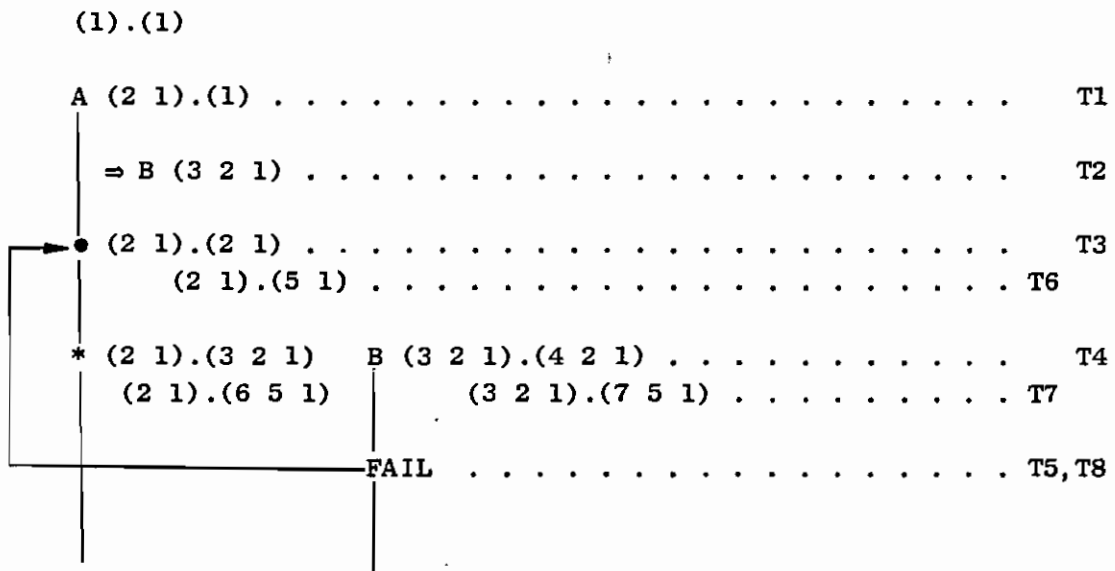 (1).(1)
A (2 1).(1) . . . . . . . . . . . . . . . . . . . . . . . T1
⇒ B (3 2 1) . . . . . . . . . . . . . . . . . . . . . . T2
● (2 1).(2 1) . . . . . . . . . . . . . . . . . . . . . . T3
(2 1).(5 1) . . . . . . . . . . . . . . . . . . . . T6
* (2 1).(3 2 1) B (3 2 1).(4 2 1) . . . . . . . . . . . T4
(2 1).(6 5 1) (3 2 1).(7 5 1) . . . . . . . . . T7
FAIL . . . . . . . . . . . . . . . . . T5,T8